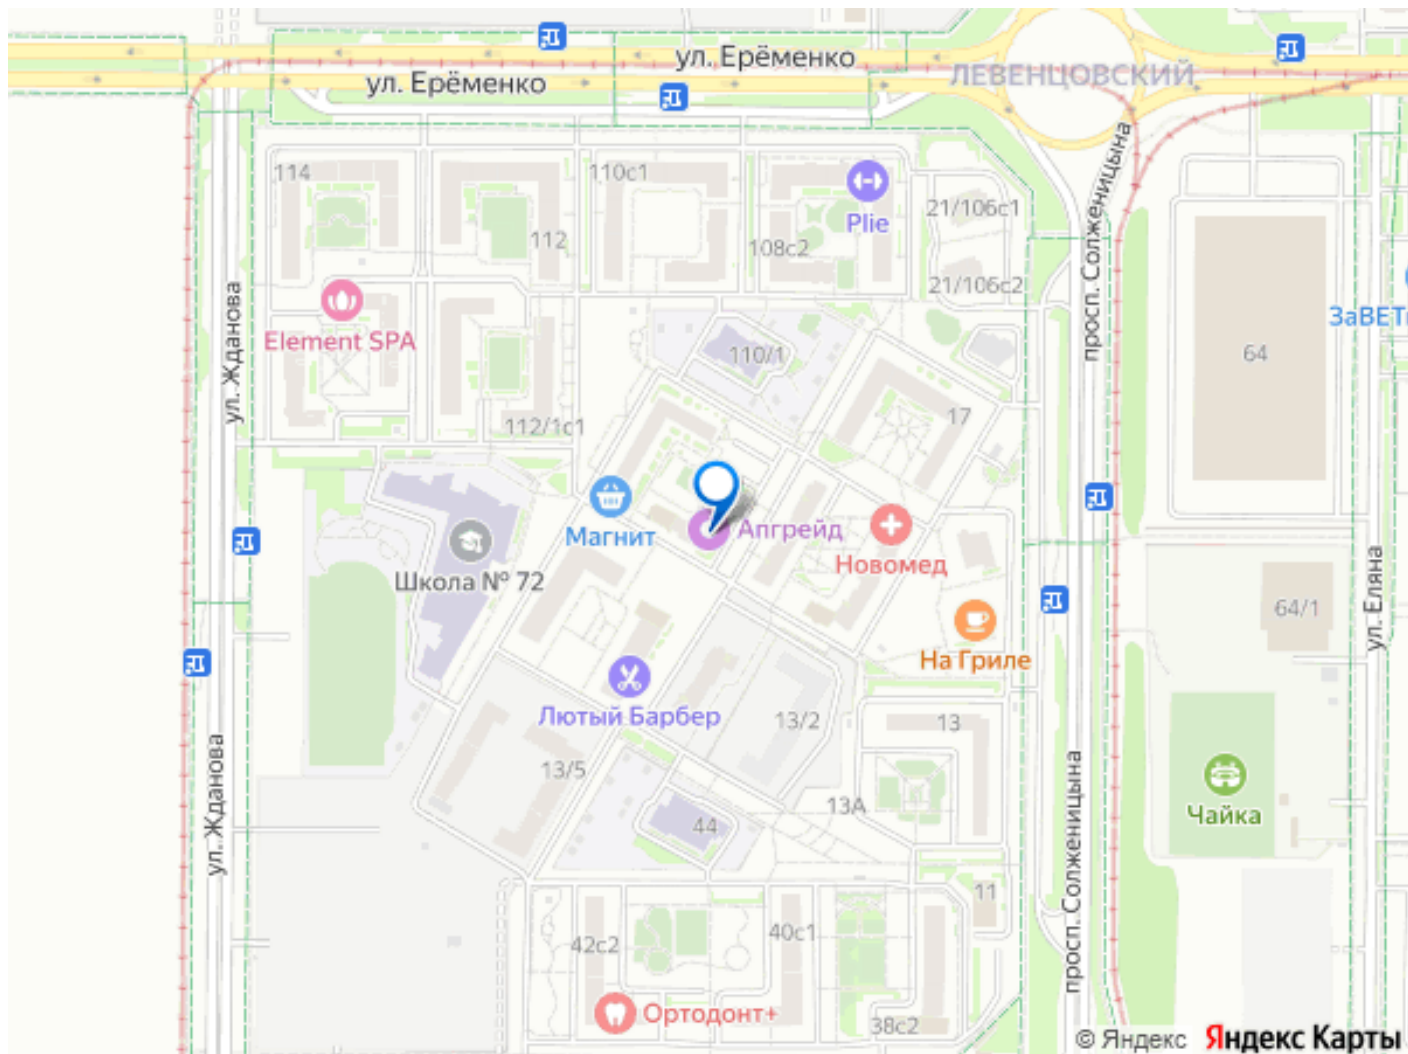 ул. Ерёменко
ул. Ерёменко
ЛЕВЕНЦОВСКИЙ
просп. Солженицына
114
110с1
Plie
21/106с1
112
108с2
21/106с2
ул. Жданова
Element SPA
ЗаВЕТ
110/1
64
112/1с1
17
Магнит
Апгрейд
Новомед
Школа № 72
64/1
ул. Еляна
На Гриле
Лютый Барбер
13/2
13
ул. Жданова
13/5
13А
Чайка
44
просп. Солженицына
11
42с2
40с1
Ортодонт+
38с2
© Яндекс Яндекс Карты